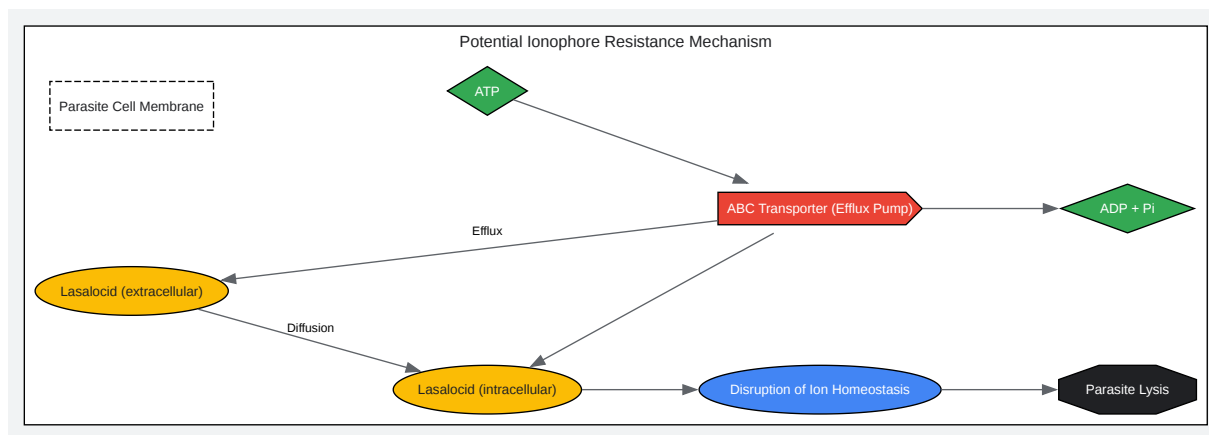 Potential Ionophore Resistance Mechanism
ATP
Parasite Cell Membrane
ABC Transporter (Efflux Pump)
ADP + Pi
Efflux
Lasalocid (extracellular)
Diffusion
Lasalocid (intracellular)
Disruption of Ion Homeostasis
Parasite Lysis